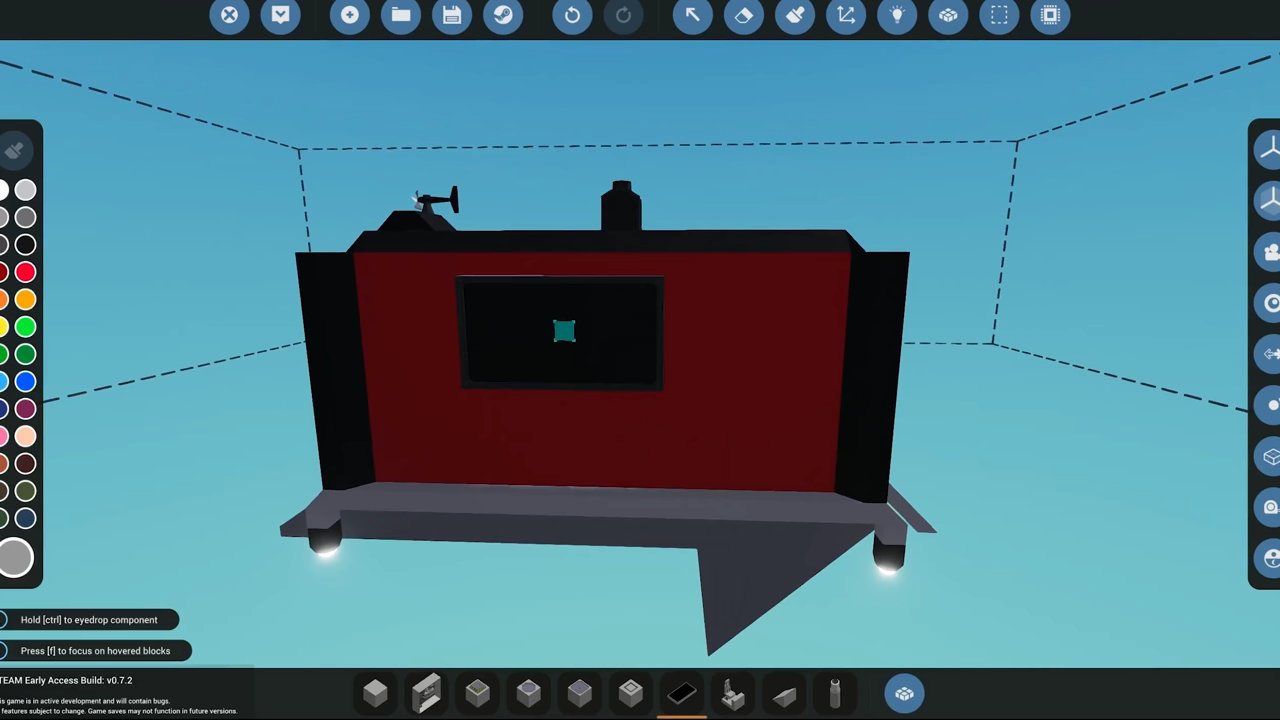 Hold [ctrl] to eyedrop component
Press [f] to focus on hovered blocks
TEAM Early Access Build: v0.7.2
is game is in active development and will contain bugs.
features subject to change. Game saves may not function in future versions.